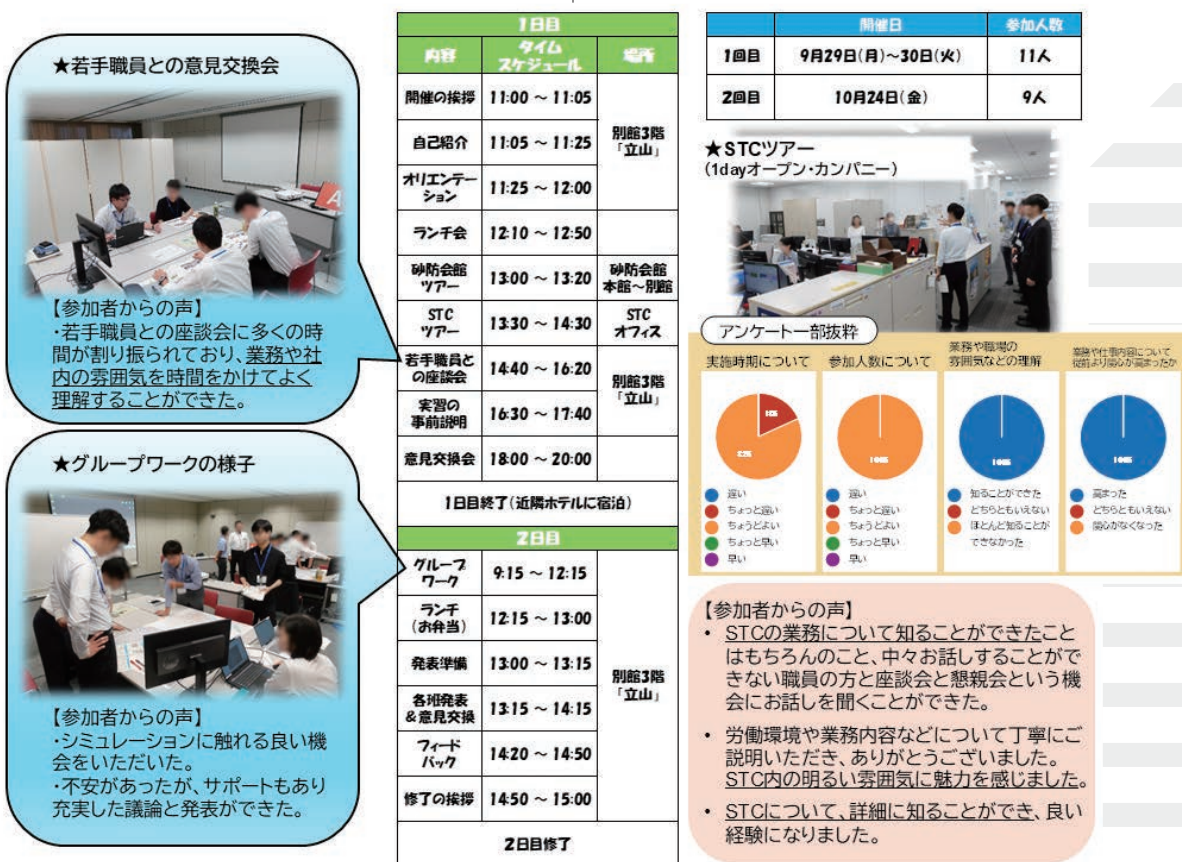 ★若手職員との意見交換会
【参加者からの声】
・若手職員との座談会に多くの時
間が割り振られており、業務や社
内の雰囲気を時間をかけてよく
理解することができた。
★グループワークの様子
【参加者からの声】
・シミュレーションに触れる良い機
会をいただいた。
・不安があったが、サポートもあり
充実した議論と発表ができた。
1日目
内容 タイム
スケジュール 場所
開催の挨拶 11:00 ～ 11:05
自己紹介 11:05 ～ 11:25
別館3階
「立山」
オリエンテー
ション 11:25 ～ 12:00
ランチ会 12:10 ～ 12:50
砂防会館
ツアー 13:00 ～ 13:20 砂防会館
本館～別館
STC
ツアー 13:30 ～ 14:30 STC
オフィス
若手職員と
の座談会 14:40 ～ 16:20
別館3階
「立山」
実習の
事前説明 16:30 ～ 17:40
意見交換会 18:00 ～ 20:00
1日目終了(近隣ホテルに宿泊)
2日目
グループ
ワーク 9:15 ～ 12:15
ランチ
(お弁当) 12:15 ～ 13:00
発表準備 13:00 ～ 13:15
別館3階
「立山」
各班発表
&意見交換 13:15 ～ 14:15
フィード
バック 14:20 ～ 14:50
修了の挨拶 14:50 ～ 15:00
2日目修了
開催日 参加人数
1回目 9月29日(月)～30日(火) 11人
2回目 10月24日(金) 9人
★STCツアー
(1dayオープン・カンパニー)
アンケート一部抜粋
実施時期について
遅い
ちょっと遅い
ちょうどよい
ちょっと早い
早い
参加人数について
100%
ちょうどよい
ちょっと早い
早い
業務や職場の
雰囲気などの理解
100%
知ることができた
どちらともいえない
ほとんど知ることが
できなかった
業務や仕事内容について
従前より関心が高まったか
100%
高まった
どちらともいえない
関心がなくなった
【参加者からの声】
• STCの業務について知ることができたこと
はもちろんのこと、中々お話しすることがで
きない職員の方と座談会と懇親会という機
会にお話しを聞くことができた。
• 労働環境や業務内容などについて丁寧にご
説明いただき、ありがとうございました。
STC内の明るい雰囲気に魅力を感じました。
• STCについて、詳細に知ることができ、良い
経験になりました。